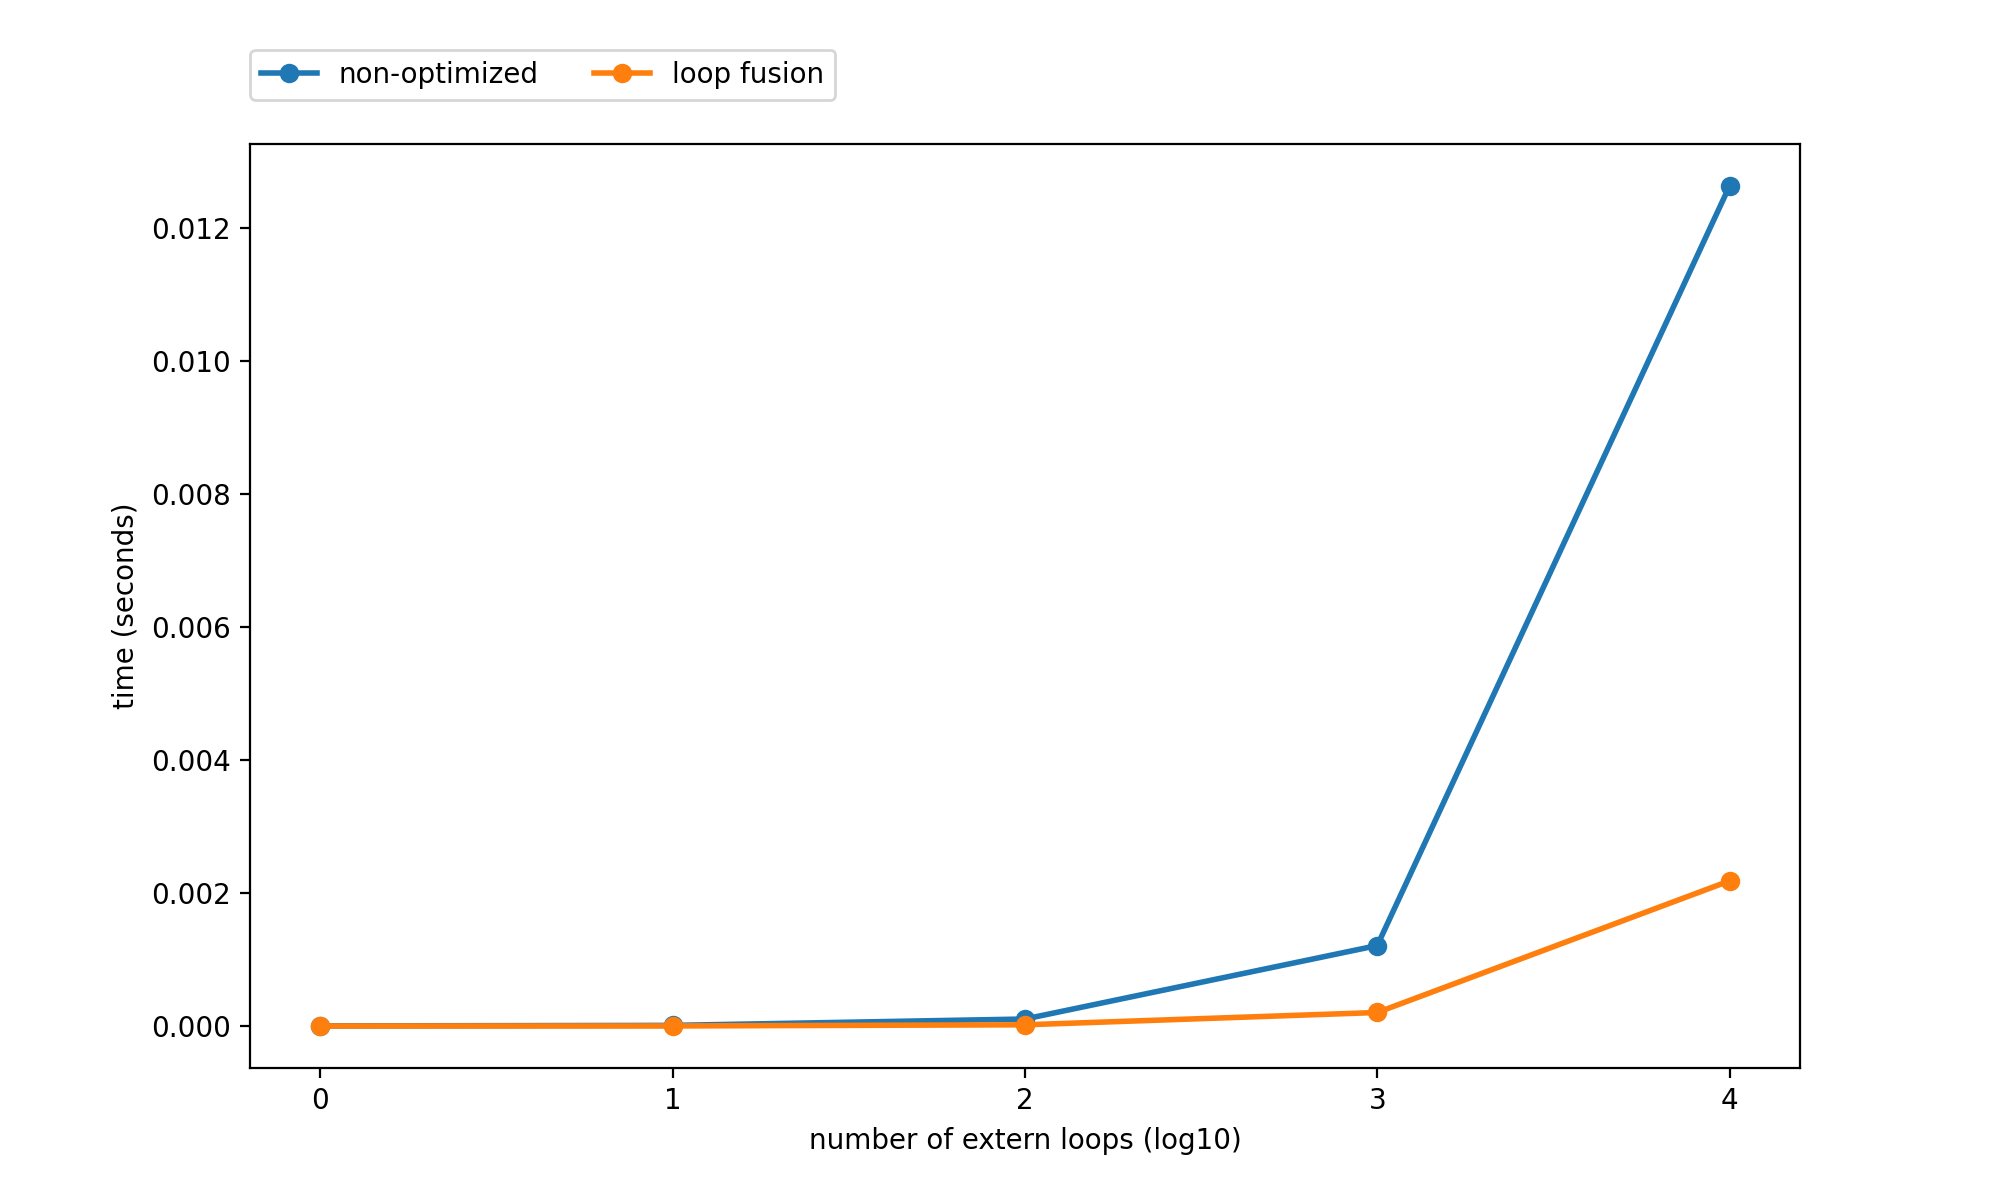 non-optimized loop fusion
0.012
0.010
0.008
0.006
0.004
0.002
0.000
time (seconds)
0 1 2 3 4
number of extern loops (log10)